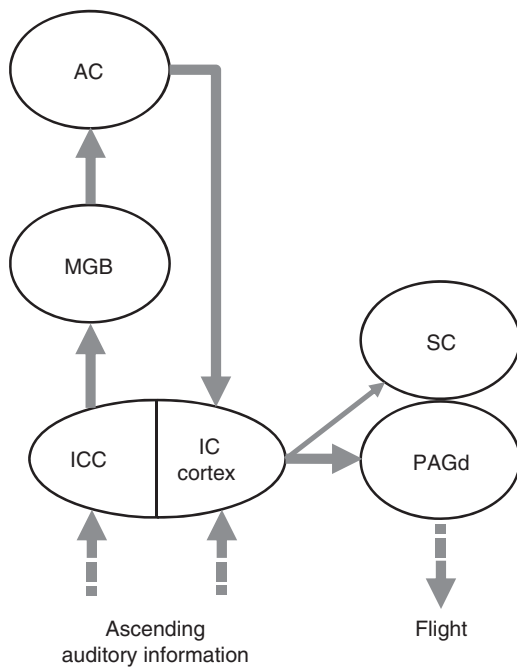 AC
MGB
SC
ICC
IC
cortex
PAGd
Ascending
auditory information
Flight